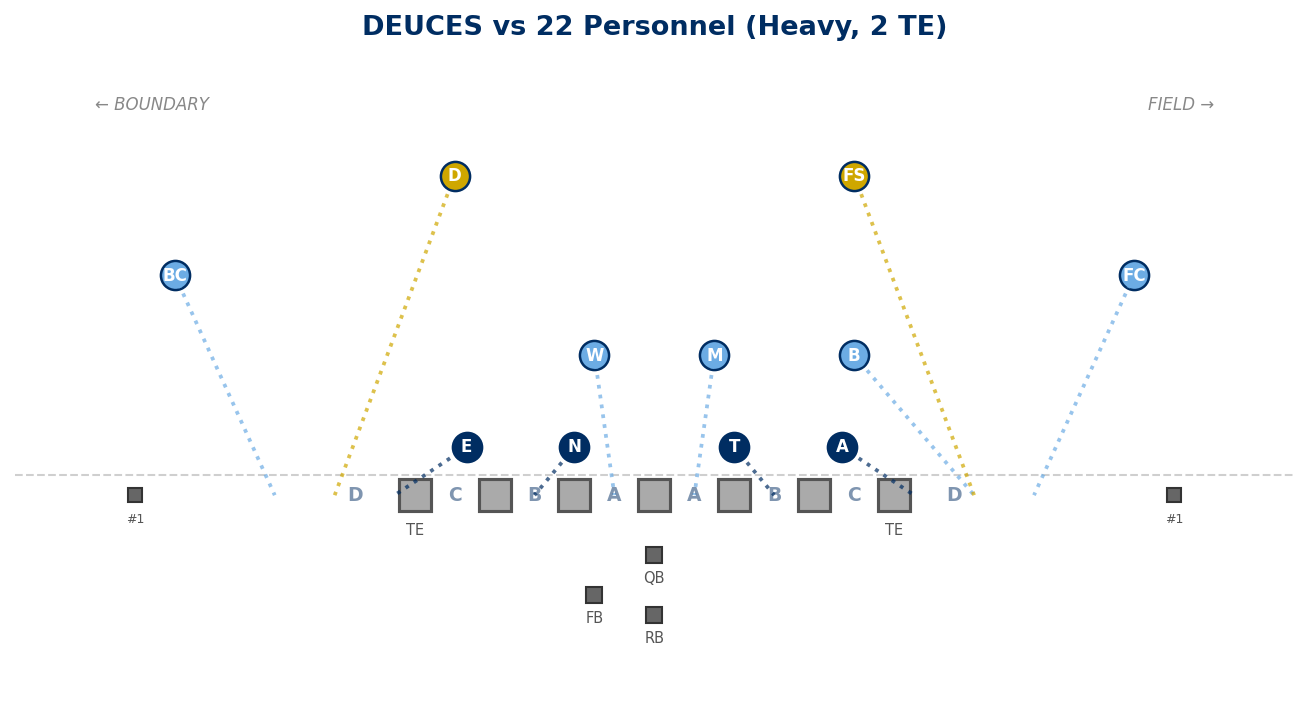 DEUCES vs 22 Personnel (Heavy, 2 TE)
← BOUNDARY
FIELD →
D
FS
BC
FC
W
M
B
E
N
T
A
D
C
B
A
A
B
C
D
#1
#1
TE
TE
QB
FB
RB